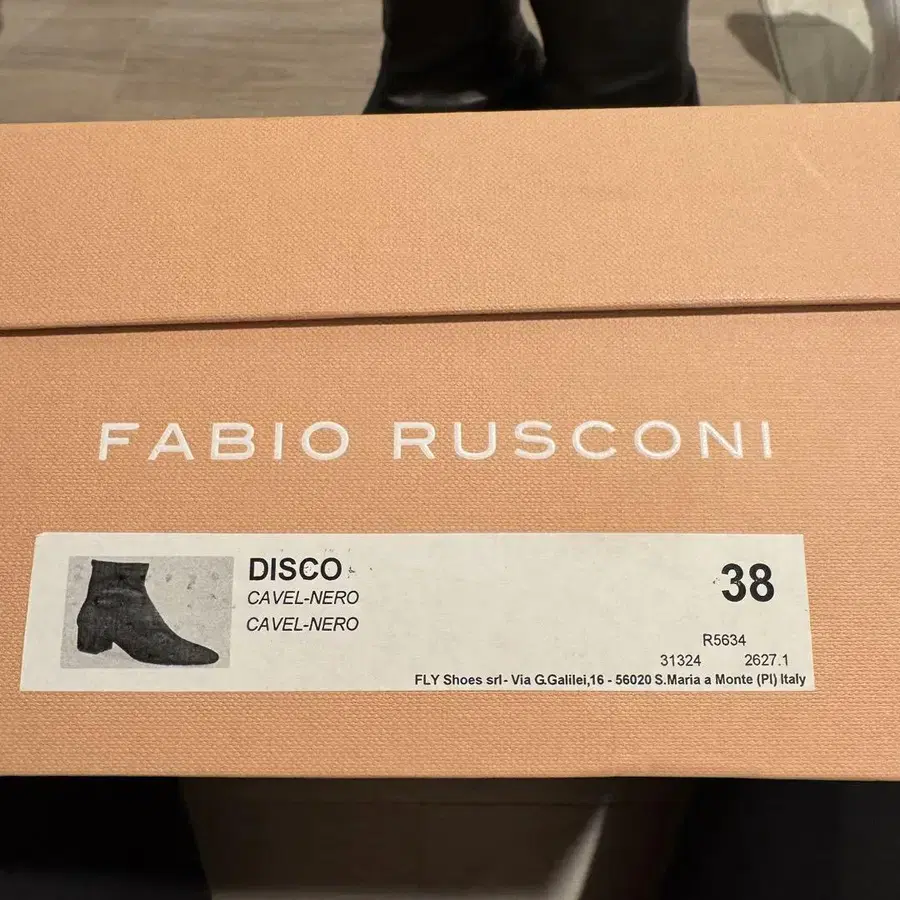 FABIO RUSCONI
DISCO
CAVEL-NERO
CAVEL-NERO
38
R5634
31324 2627.1
FLY Shoes srl - Via G.Galilei,16 - 56020 S.Maria a Monte (PI) Italy